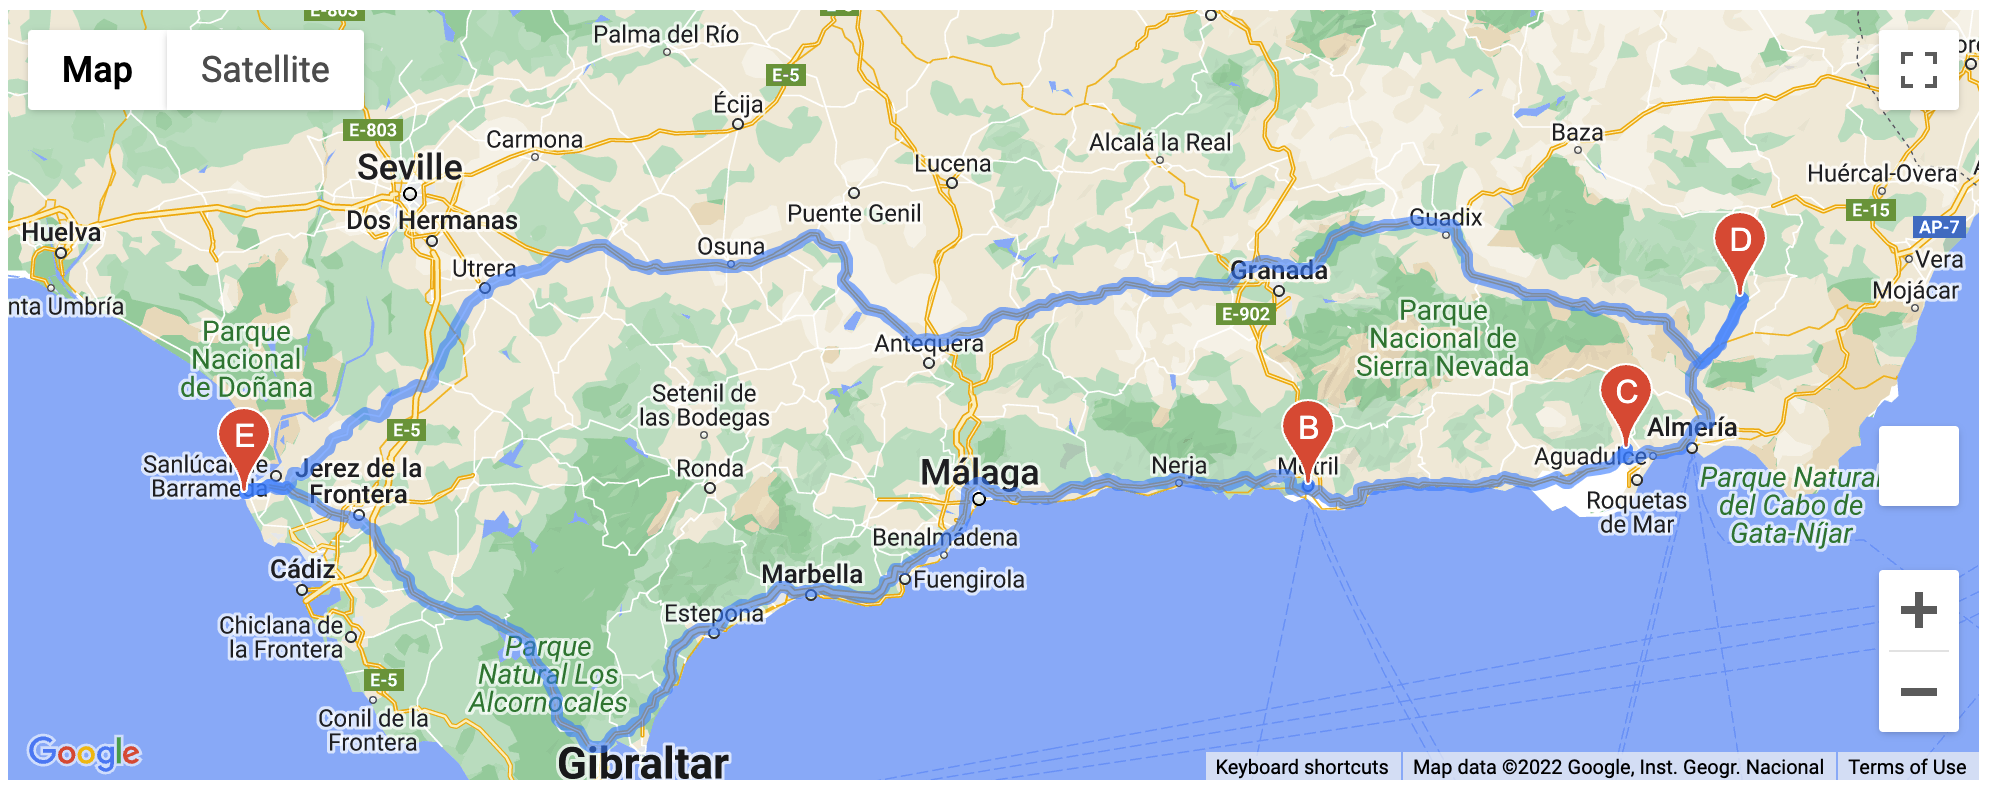 E-803
E-5
Palma del Río
Map
Satellite
E-5
Écija
E-803
Carmona
Alcalá la Real
Baza
Seville
Lucena
Huércal-Overa
Dos Hermanas
Puente Genil
Guadix
E-15
AP-7
Huelva
Osuna
D
Utrera
Granada
Vera
nta Umbría
E-902
Mojácar
Parque
Nacional
de Doñana
Antequera
Parque
Nacional de
Sierra Nevada
Setenil de
las Bodegas
C
E-5
B
E
Almería
Sanlúcar de
Barrameda
Jerez de la
Frontera
Ronda
Málaga
Nerja
Motril
Aguadulce
Roquetas
de Mar
Parque Natural
del Cabo de
Gata-Níjar
Benalmádena
Cádiz
Marbella
Fuengirola
Estepona
Chiclana de
la Frontera
Parque
Natural Los
Alcornocales
E-5
Conil de la
Frontera
Gibraltar
Google
Keyboard shortcuts
Map data ©2022 Google, Inst. Geogr. Nacional
Terms of Use